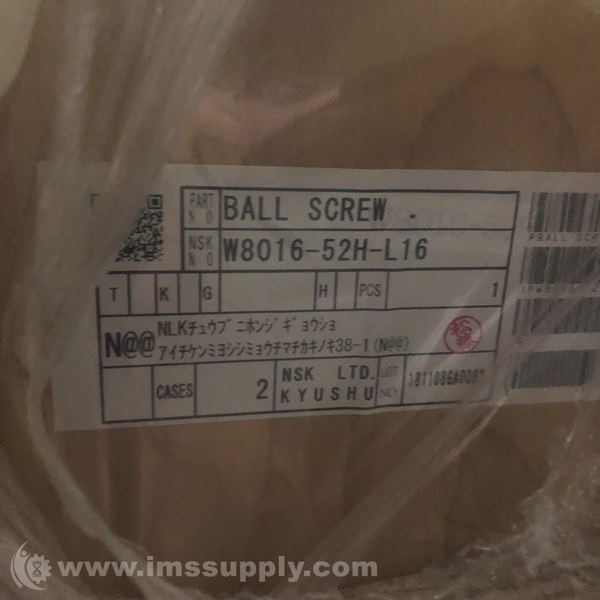 PART NO BALL SCREW .
NSK NO W8016-52H-L16
T K G H PCS 1
N@@ NLKチュウブ ニホンジギョウショ
アイチケンミヨシシミョウチマチカキノキ38-1 (N@@)
CASES 2 NSK LTD. KYUSHU LOT NO
PBALL SCR
www.imssupply.com